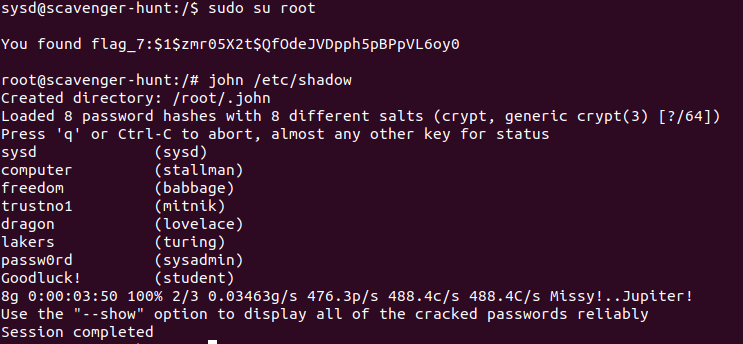 sysd@scavenger-hunt:/$ sudo su root
You found flag_7:$1$zmr05X2t$QfOdeJVDpph5pBPpVL6oy0
root@scavenger-hunt:/# john /etc/shadow
Created directory: /root/.john
Loaded 8 password hashes with 8 different salts (crypt, generic crypt(3) [?/64])
Press 'q' or Ctrl-C to abort, almost any other key for status
sysd             (sysd)
computer         (stallman)
freedom          (babbage)
trustno1         (mitnik)
dragon           (lovelace)
lakers           (turing)
passw0rd         (sysadmin)
Goodluck!        (student)
8g 0:00:03:50 100% 2/3 0.03463g/s 476.3p/s 488.4c/s 488.4C/s Missy!..Jupiter!
Use the "--show" option to display all of the cracked passwords reliably
Session completed